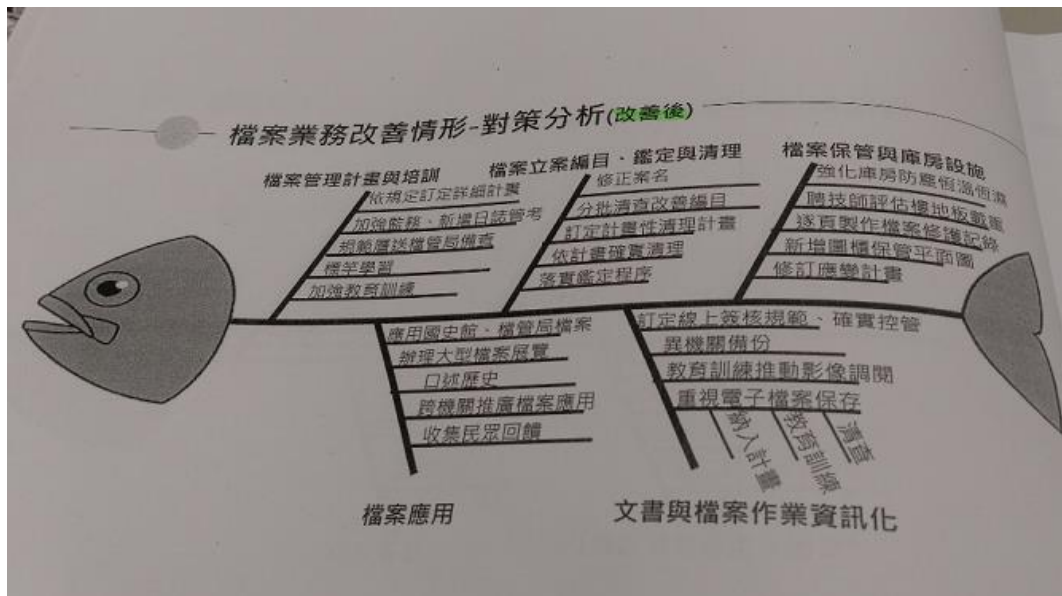 檔案業務改善情形-對策分析(改善後)
檔案管理計畫與培訓
依規定訂定詳細計畫
加強監務、新增日誌管考
規範層送檔管局備查
標竿學習
加強教育訓練
檔案立案編目、鑑定與清理
修正案名
分批清查改善編目
訂定計畫性清理計畫
依計畫確實清理
落實鑑定程序
檔案保管與庫房設施
強化庫房防塵恆溫恆濕
聘技師評估樓地板載重
逐頁製作檔案修護記錄
新增圖櫃保管平面圖
修訂應變計畫
應用國史館、檔管局檔案
辦理大型檔案展覽
口述歷史
跨機關推廣檔案應用
收集民眾回饋
檔案應用
訂定線上簽核規範、確實控管
異機關備份
教育訓練推動影像調閱
重視電子檔案保存
納入計畫
教育訓練
清查
文書與檔案作業資訊化